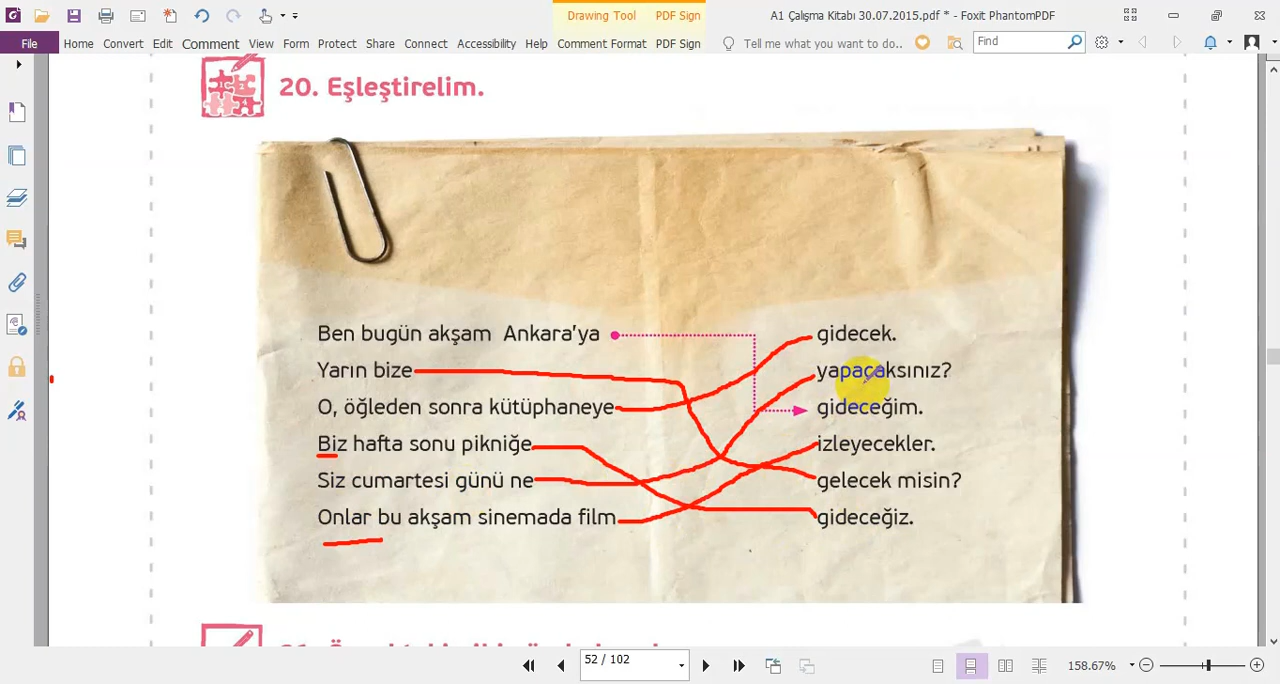 Drawing Tool PDF Sign A1 Çalışma Kitabı 30.07.2015.pdf * - Foxit PhantomPDF
File Home Convert Edit Organize Comment View Form Protect Share Connect Accessibility Help Comment Format PDF Sign Tell me what you want to do.. Find
20. Eşleştirelim.
Ben bugün akşam Ankara'ya gidecek.
Yarın bize yapacaksınız?
O, öğleden sonra kütüphaneye gideceğim.
Biz hafta sonu pikniğe izleyecekler.
Siz cumartesi günü ne gelecek misin?
Onlar bu akşam sinemada film gideceğiz.
52 / 102 158.67%